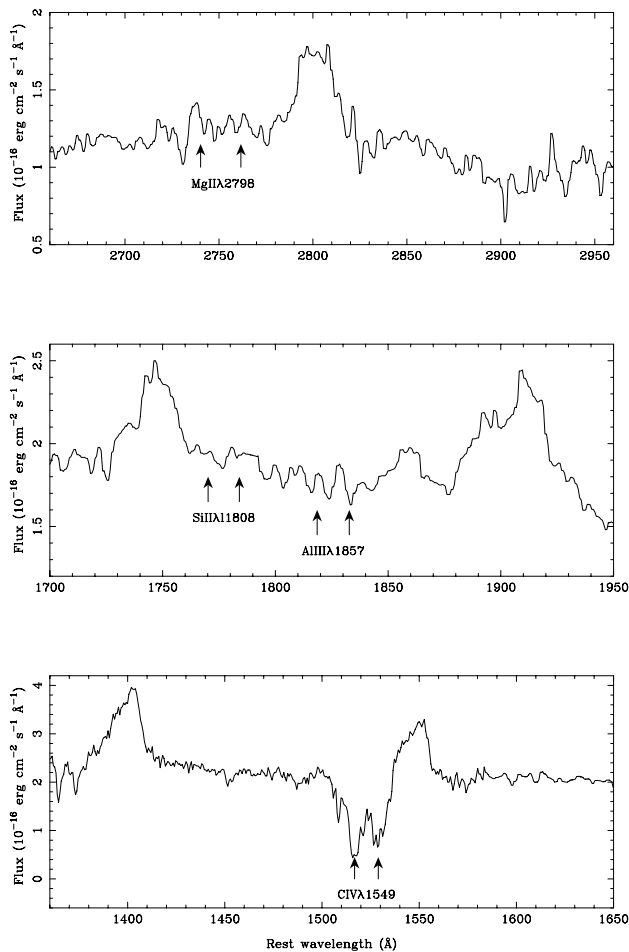 2
1.5
1
0.5
Flux (10⁻¹⁶ erg cm⁻² s⁻¹ Å⁻¹)
MgIIλ2798
2700 2750 2800 2850 2900 2950
2.5
2
1.5
Flux (10⁻¹⁶ erg cm⁻² s⁻¹ Å⁻¹)
SiIIλ1808
AlIIIλ1857
1700 1750 1800 1850 1900 1950
4
3
2
1
0
Flux (10⁻¹⁶ erg cm⁻² s⁻¹ Å⁻¹)
CIVλ1549
1400 1450 1500 1550 1600 1650
Rest wavelength (Å)